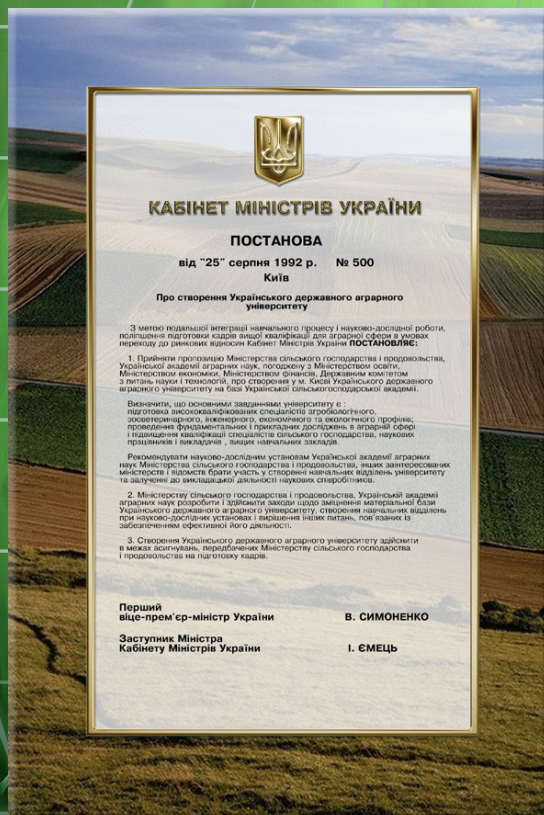 КАБІНЕТ МІНІСТРІВ УКРАЇНИ
ПОСТАНОВА
від "25" серпня 1992 р. № 500
Київ
Про створення Українського державного аграрного
університету
З метою подальшої інтеграції навчального процесу і науково-дослідної роботи,
поліпшення підготовки кадрів вищої кваліфікації для аграрної сфери в умовах
переходу до ринкових відносин Кабінет Міністрів України ПОСТАНОВЛЯЄ:
1. Прийняти пропозицію Міністерства сільського господарства і продовольства,
Української академії аграрних наук, погоджену з Міністерством освіти,
Міністерством економіки, Міністерством фінансів, Державним комітетом
з питань науки і технологій, про створення у м. Києві Українського державного
аграрного університету на базі Української сільськогосподарської академії.
Визначити, що основними завданнями університету є :
підготовка висококваліфікованих спеціалістів агробіологічного,
зооветеринарного, інженерного, економічного та екологічного профілів;
проведення фундаментальних і прикладних досліджень в аграрній сфері
і підвищення кваліфікації спеціалістів сільського господарства, наукових
працівників і викладачів , вищих навчальних закладів.
Рекомендувати науково-дослідним установам Української академії аграрних
наук Міністерства сільського господарства і продовольства, інших заинтересованих
міністерств і відомств брати участь у створенні навчальних відділень університету
та залученні до викладацької діяльності наукових співробітників.
2. Міністерству сільського господарства і продовольства, Українській академії
аграрних наук розробити і здійснити заходи щодо зміцнення матеріальної бази
Українського державного аграрного університету, створення навчальних відділень
при науково-дослідних установах і вирішення інших питань, пов'язаних із
забезпеченням ефективної його діяльності.
3. Створення Українського державного аграрного університету здійснити
в межах асигнувань, передбачених Міністерству сільського господарства
і продовольства на підготовку кадрів.
Перший
віце-прем'єр-міністр України В. СИМОНЕНКО
Заступник Міністра
Кабінету Міністрів України І. ЄМЕЦЬ